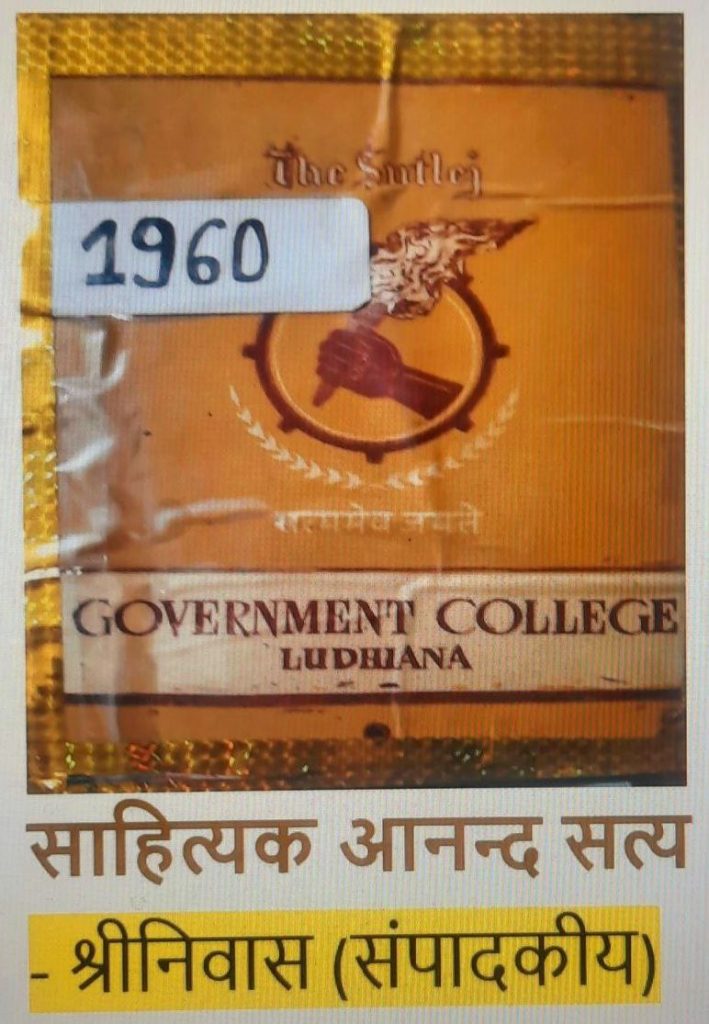 The Sutlej
1960
सत्यमेव जयते
GOVERNMENT COLLEGE
LUDHIANA
साहित्यक आनन्द सत्य
- श्रीनिवास (संपादकीय)